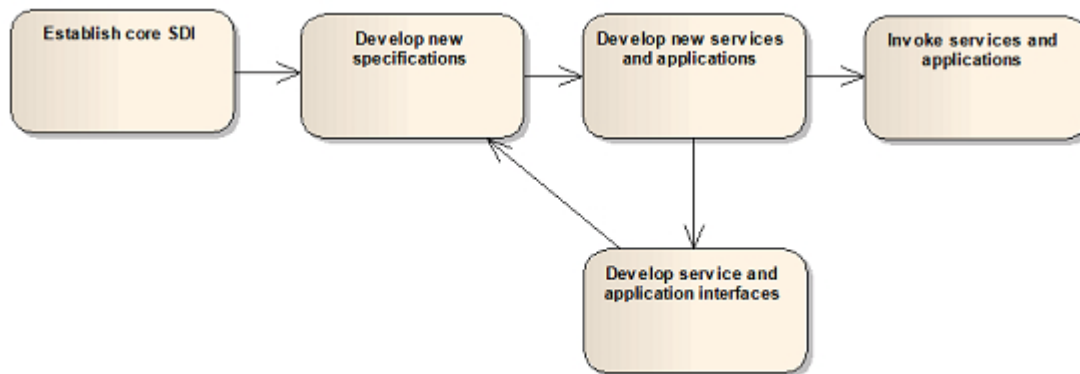 Establish core SDI
Develop new
specifications
Develop new services
and applications
Invoke services and
applications
Develop service and
application interfaces